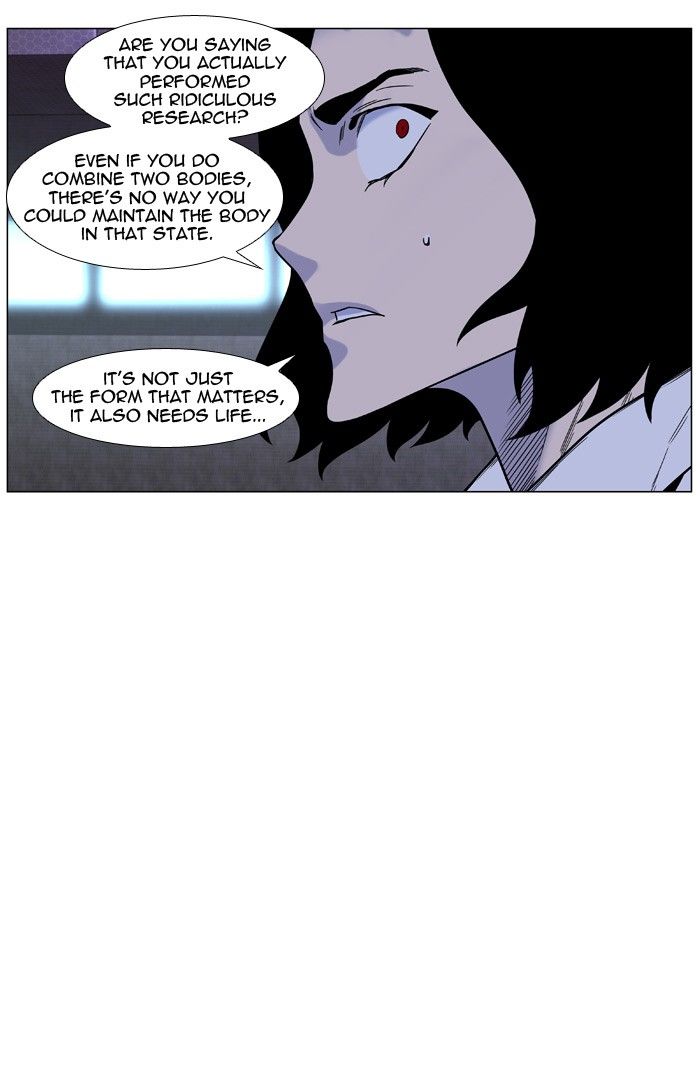 ARE YOU SAYING
THAT YOU ACTUALLY
PERFORMED
SUCH RIDICULOUS
RESEARCH?
EVEN IF YOU DO
COMBINE TWO BODIES,
THERE'S NO WAY YOU
COULD MAINTAIN THE BODY
IN THAT STATE.
IT'S NOT JUST
THE FORM THAT MATTERS,
IT ALSO NEEDS LIFE...